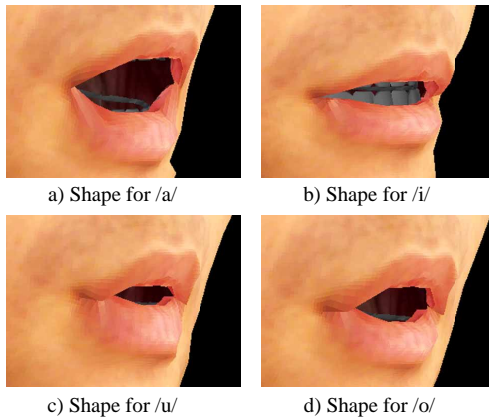 a) Shape for /a/
b) Shape for /i/
c) Shape for /u/
d) Shape for /o/